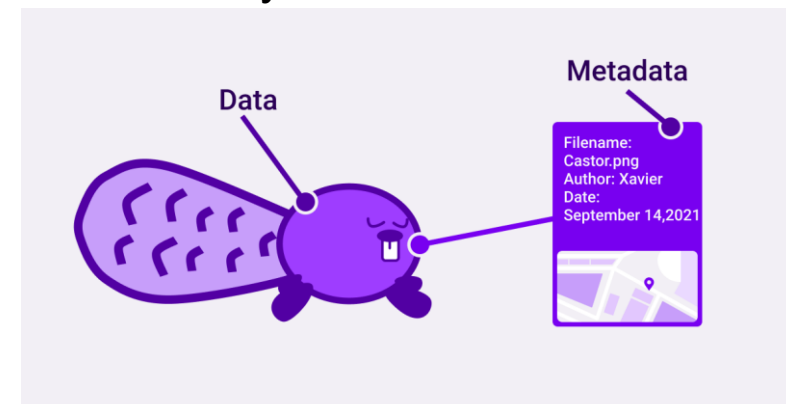 Metadata
Data
Filename:
Castor.png
Author: Xavier
Date:
September 14,2021